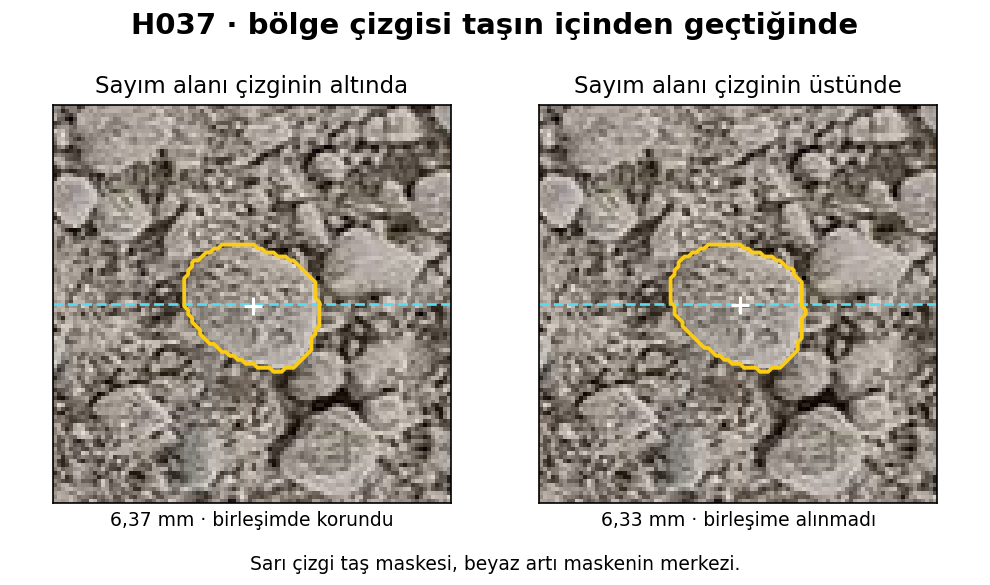 H037 · bölge çizgisi taşın içinden geçtiğinde
Sayım alanı çizginin altında
Sayım alanı çizginin üstünde
6,37 mm · birleşimde korundu
6,33 mm · birleşime alınmadı
Sarı çizgi taş maskesi, beyaz artı maskenin merkezi.